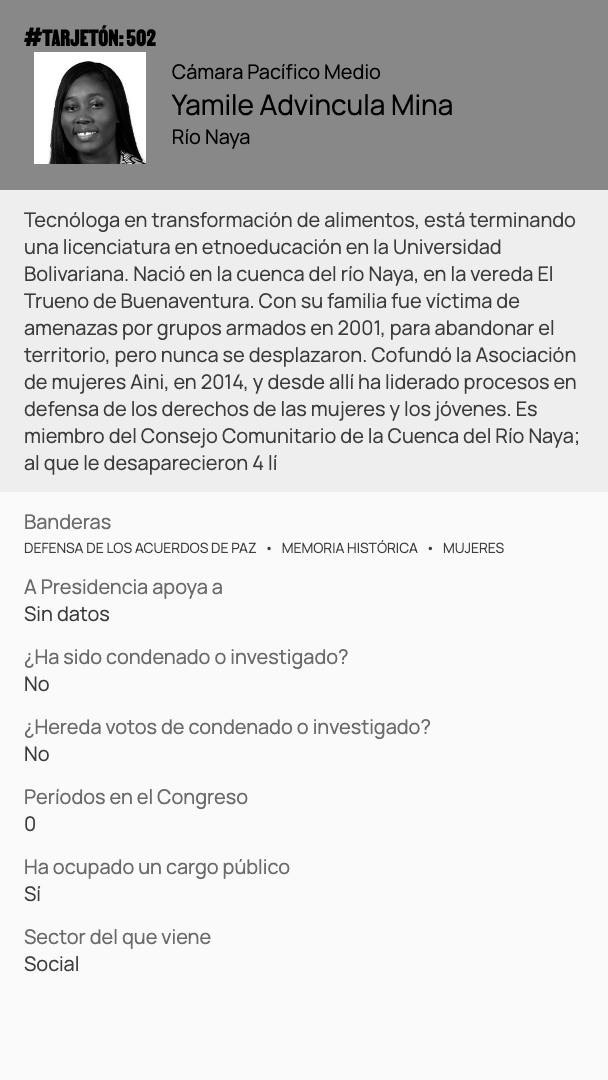 #TARJETÓN: 502
Cámara Pacífico Medio
Yamile Advincula Mina
Río Naya
Tecnóloga en transformación de alimentos, está terminando
una licenciatura en etnoeducación en la Universidad
Bolivariana. Nació en la cuenca del río Naya, en la vereda El
Trueno de Buenaventura. Con su familia fue víctima de
amenazas por grupos armados en 2001, para abandonar el
territorio, pero nunca se desplazaron. Cofundó la Asociación
de mujeres Aini, en 2014, y desde allí ha liderado procesos en
defensa de los derechos de las mujeres y los jóvenes. Es
miembro del Consejo Comunitario de la Cuenca del Río Naya;
al que le desaparecieron 4 lí
Banderas
DEFENSA DE LOS ACUERDOS DE PAZ • MEMORIA HISTÓRICA • MUJERES
A Presidencia apoya a
Sin datos
¿Ha sido condenado o investigado?
No
¿Hereda votos de condenado o investigado?
No
Períodos en el Congreso
0
Ha ocupado un cargo público
Sí
Sector del que viene
Social